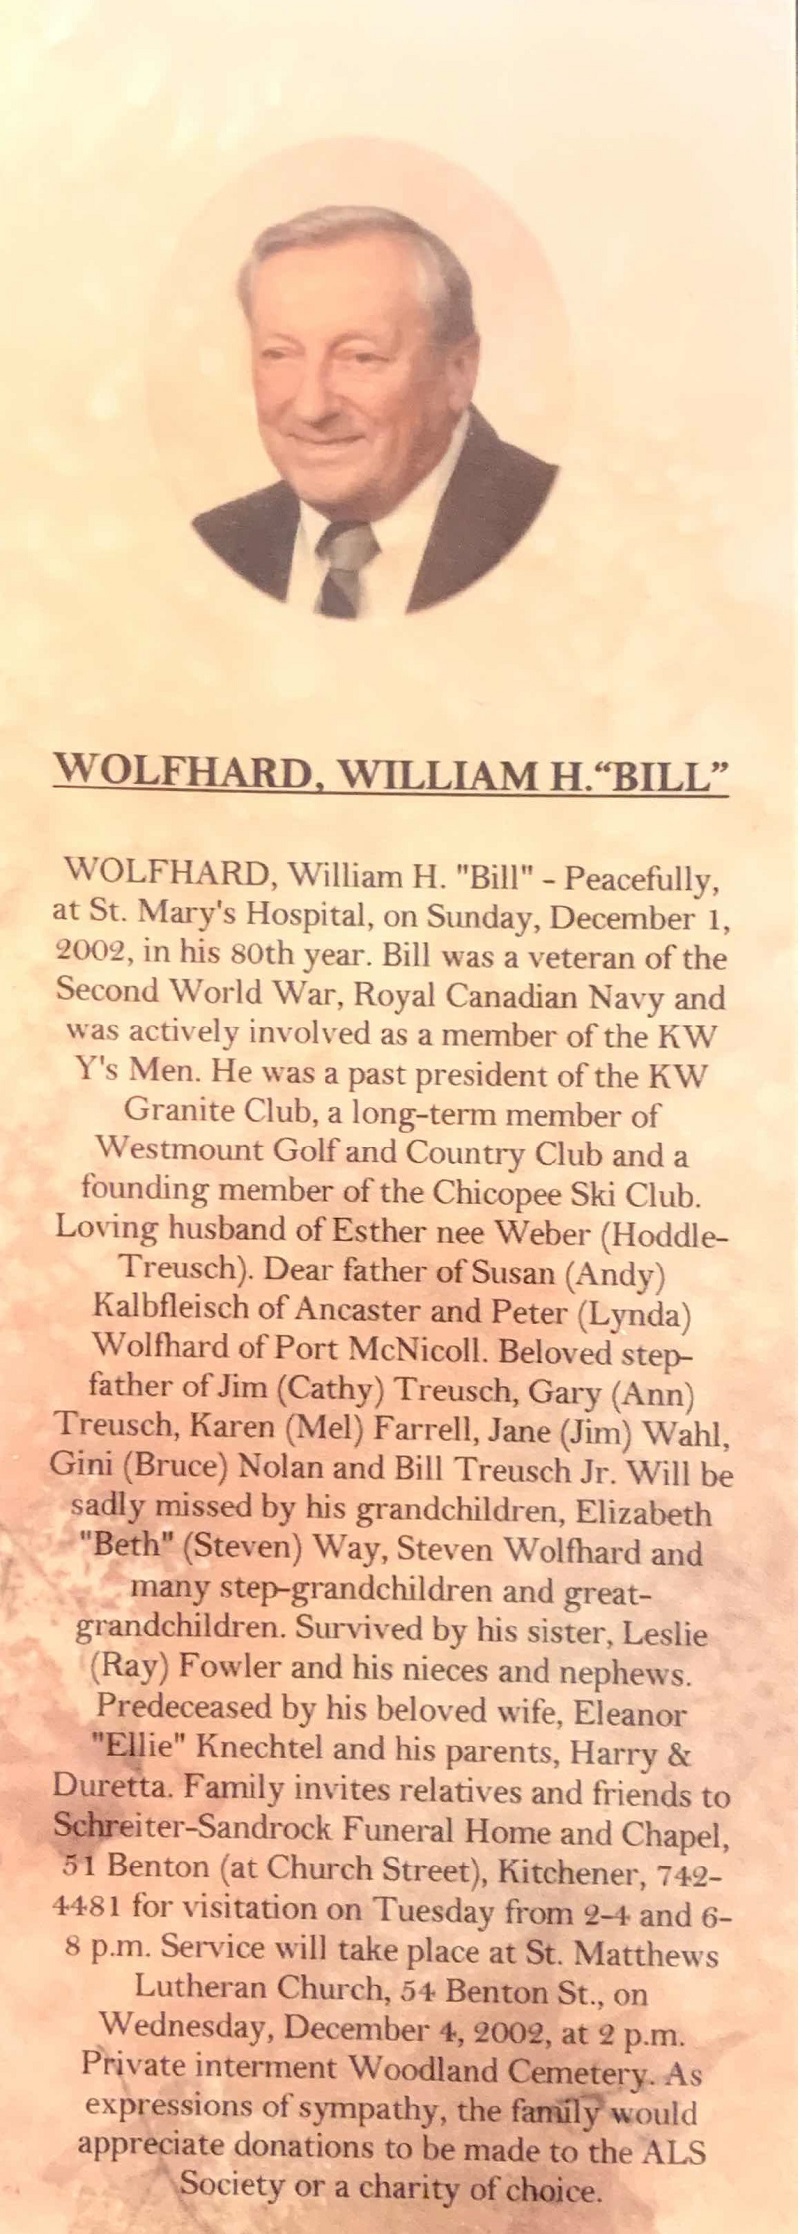 WOLFHARD, WILLIAM H.“BILL”
WOLFHARD, William H. "Bill" - Peacefully,
at St. Mary's Hospital, on Sunday, December 1,
2002, in his 80th year. Bill was a veteran of the
Second World War, Royal Canadian Navy and
was actively involved as a member of the KW
Y's Men. He was a past president of the KW
Granite Club, a long-term member of
Westmount Golf and Country Club and a
founding member of the Chicopee Ski Club.
Loving husband of Esther nee Weber (Hoddle-
Treusch). Dear father of Susan (Andy)
Kalbfleisch of Ancaster and Peter (Lynda)
Wolfhard of Port McNicoll. Beloved step-
father of Jim (Cathy) Treusch, Gary (Ann)
Treusch, Karen (Mel) Farrell, Jane (Jim) Wahl,
Gini (Bruce) Nolan and Bill Treusch Jr. Will be
sadly missed by his grandchildren, Elizabeth
"Beth" (Steven) Way, Steven Wolfhard and
many step-grandchildren and great-
grandchildren. Survived by his sister, Leslie
(Ray) Fowler and his nieces and nephews.
Predeceased by his beloved wife, Eleanor
"Ellie" Knechtel and his parents, Harry &
Duretta. Family invites relatives and friends to
Schreiter-Sandrock Funeral Home and Chapel,
51 Benton (at Church Street), Kitchener, 742-
4481 for visitation on Tuesday from 2-4 and 6-
8 p.m. Service will take place at St. Matthews
Lutheran Church, 54 Benton St., on
Wednesday, December 4, 2002, at 2 p.m.
Private interment Woodland Cemetery. As
expressions of sympathy, the family would
appreciate donations to be made to the ALS
Society or a charity of choice.